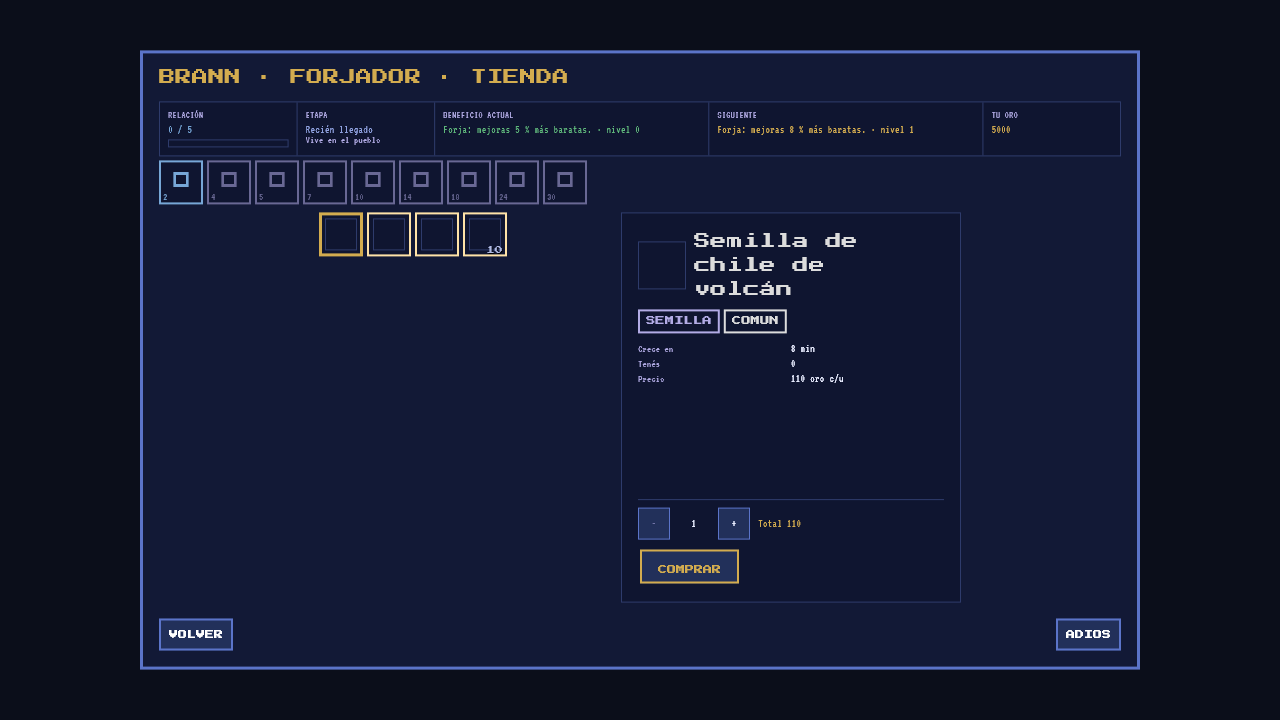 BRANN · FORJADOR · TIENDA
RELACIÓN
0 / 5
ETAPA
Recién llegado
Vive en el pueblo
BENEFICIO ACTUAL
Forja: mejoras 5 % más baratas. · nivel 0
SIGUIENTE
Forja: mejoras 8 % más baratas. · nivel 1
TU ORO
5000
2 4 5 7 10 14 18 24 30
10
Semilla de
chile de
volcán
SEMILLA COMUN
Crece en 8 min
Tenés 0
Precio 110 oro c/u
- 1 + Total 110
COMPRAR
VOLVER ADIOS